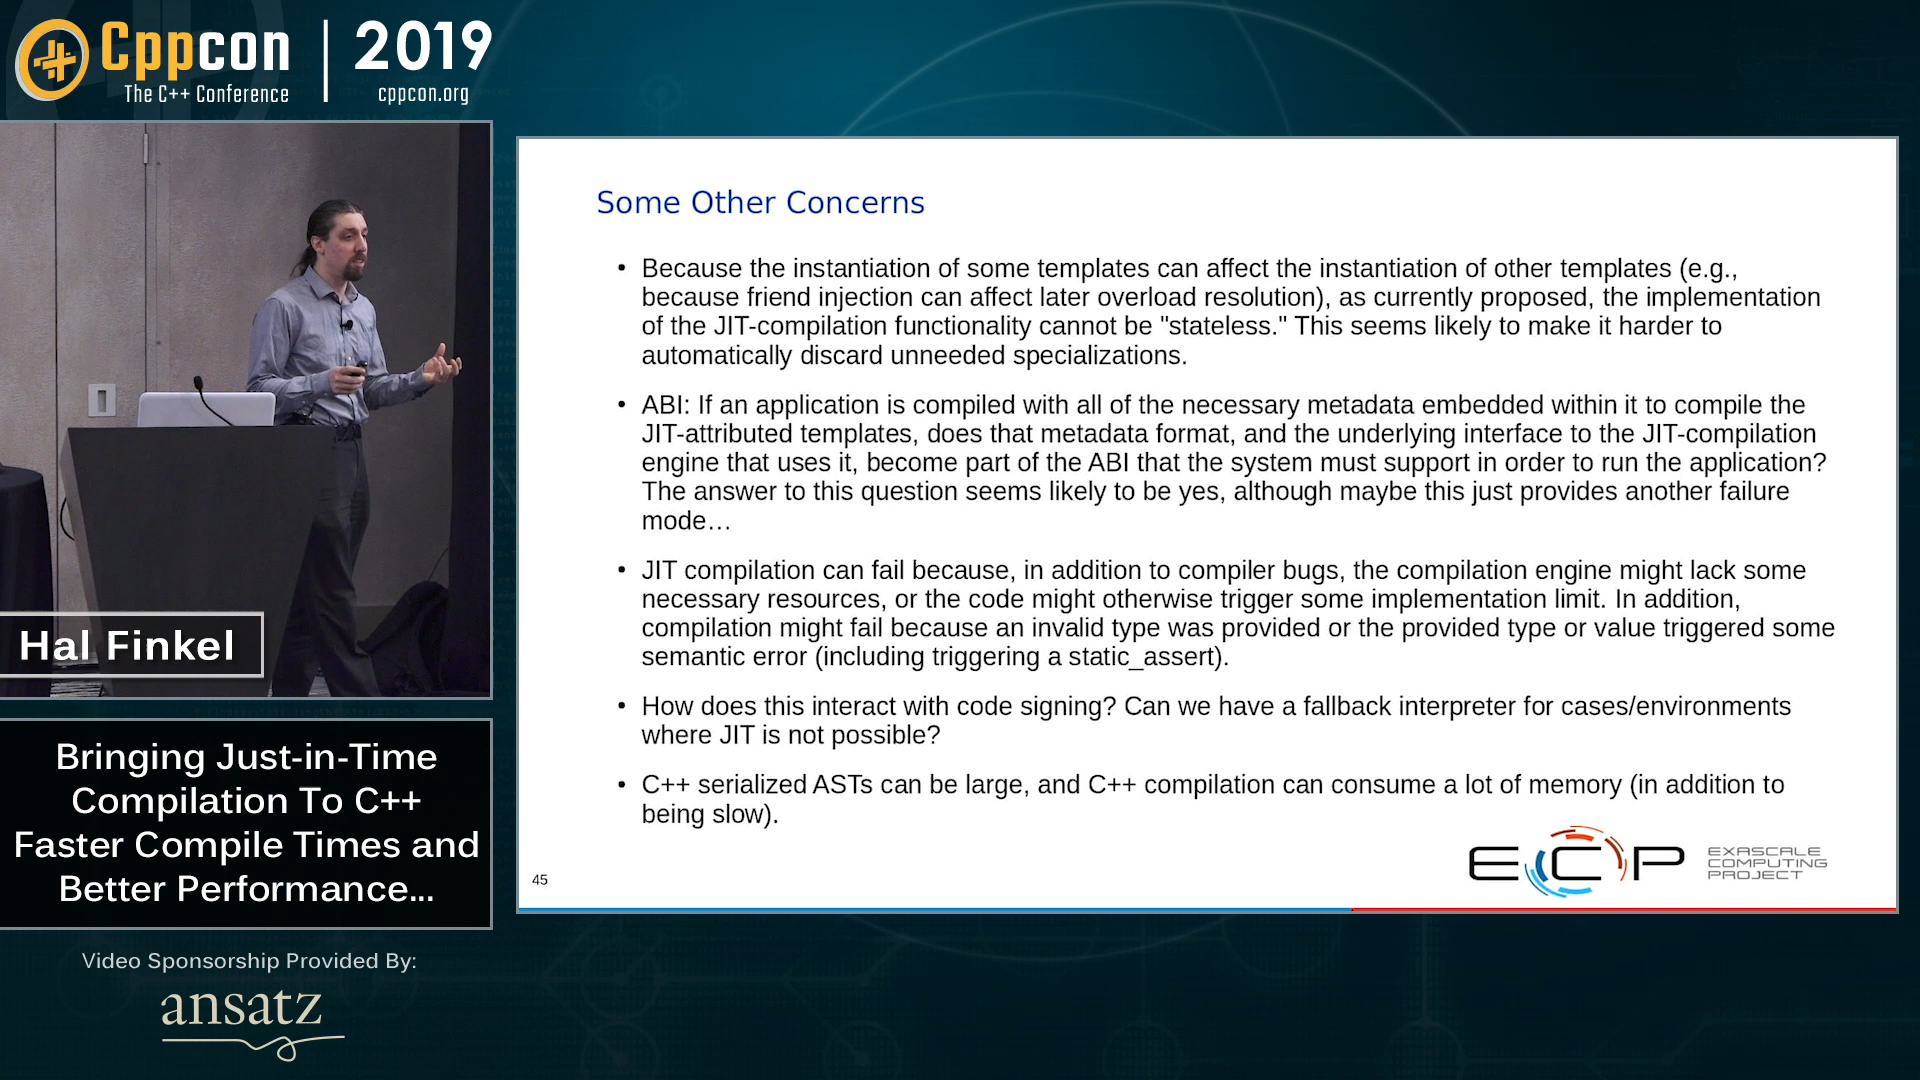 Cppcon
The C++ Conference
2019
cppcon.org
Some Other Concerns
• Because the instantiation of some templates can affect the instantiation of other templates (e.g.,
because friend injection can affect later overload resolution), as currently proposed, the implementation
of the JIT-compilation functionality cannot be "stateless." This seems likely to make it harder to
automatically discard unneeded specializations.
• ABI: If an application is compiled with all of the necessary metadata embedded within it to compile the
JIT-attributed templates, does that metadata format, and the underlying interface to the JIT-compilation
engine that uses it, become part of the ABI that the system must support in order to run the application?
The answer to this question seems likely to be yes, although maybe this just provides another failure
mode…
• JIT compilation can fail because, in addition to compiler bugs, the compilation engine might lack some
necessary resources, or the code might otherwise trigger some implementation limit. In addition,
compilation might fail because an invalid type was provided or the provided type or value triggered some
semantic error (including triggering a static_assert).
• How does this interact with code signing? Can we have a fallback interpreter for cases/environments
where JIT is not possible?
• C++ serialized ASTs can be large, and C++ compilation can consume a lot of memory (in addition to
being slow).
45
ECP
EXASCALE
COMPUTING
PROJECT
Hal Finkel
Bringing Just-in-Time
Compilation To C++
Faster Compile Times and
Better Performance...
Video Sponsorship Provided By:
ansatz